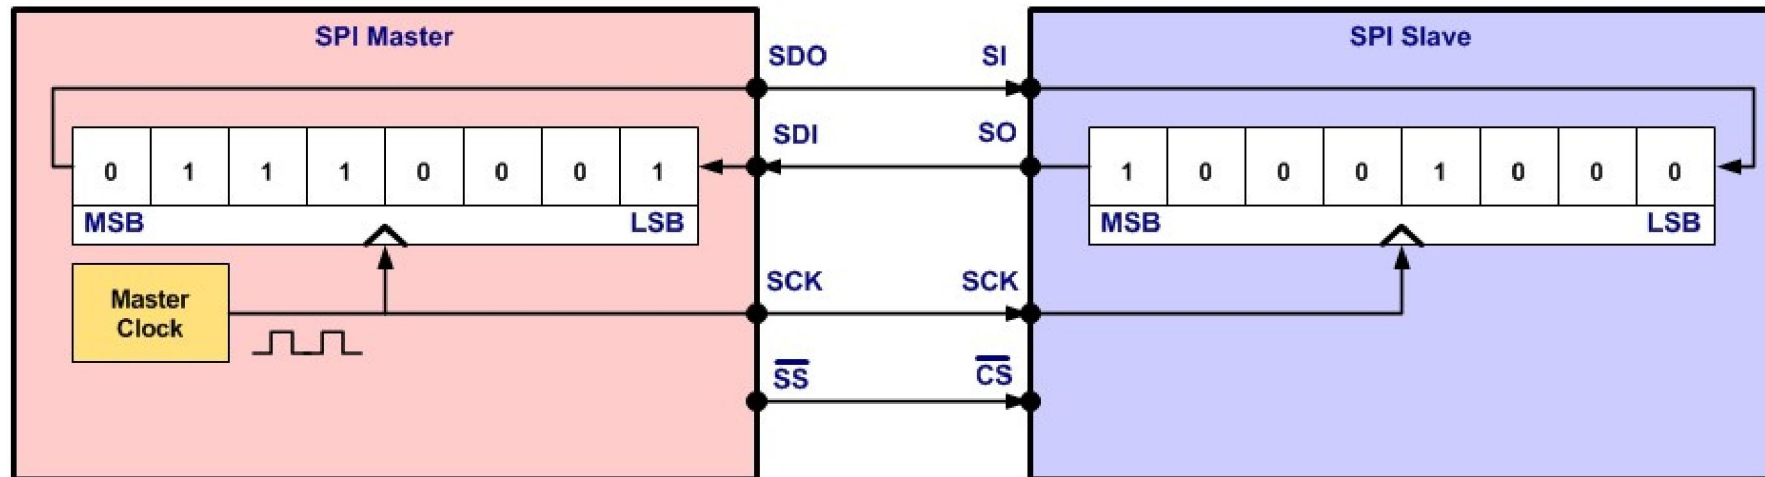 SPI Master
SPI Slave
SDO SI
SDI SO
0 1 1 1 0 0 0 1
1 0 0 0 1 0 0 0
MSB LSB
MSB LSB
Master
Clock
SCK SCK
SS CS